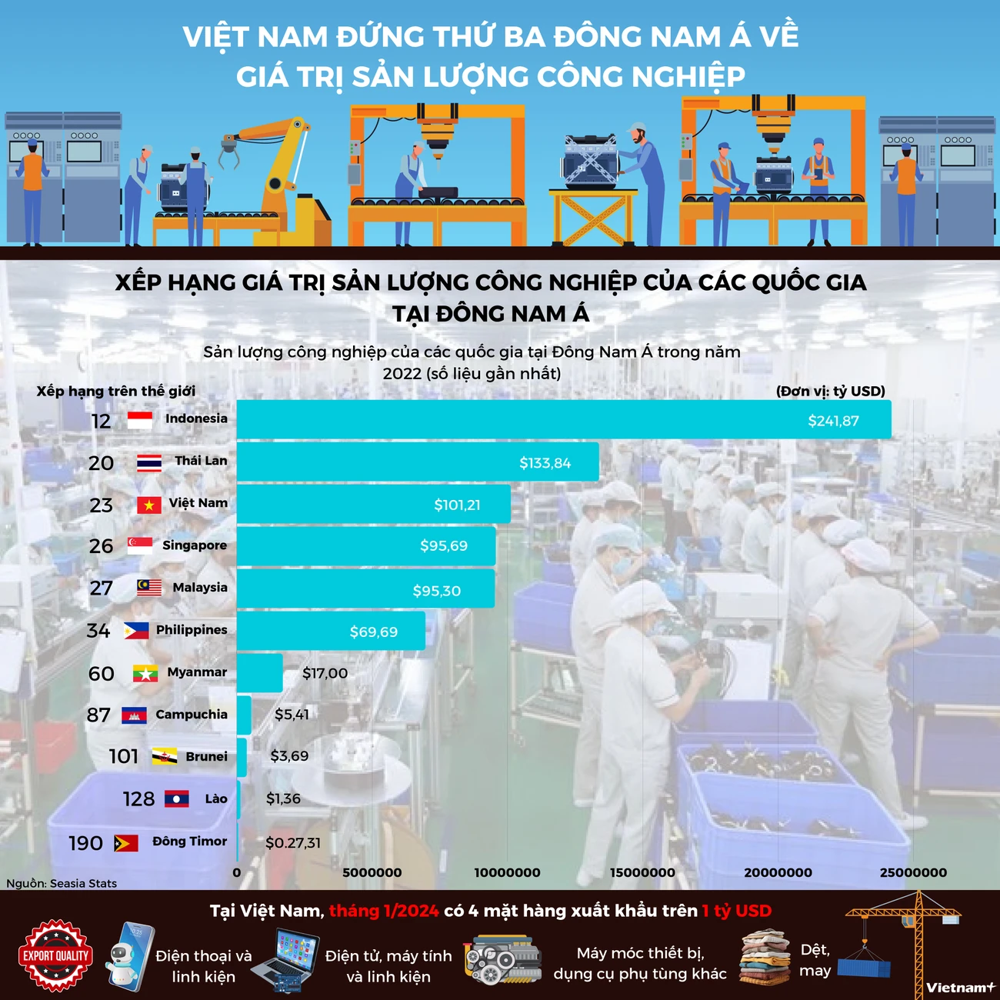 VIỆT NAM ĐỨNG THỨ BA ĐÔNG NAM Á VỀ
GIÁ TRỊ SẢN LƯỢNG CÔNG NGHIỆP
XẾP HẠNG GIÁ TRỊ SẢN LƯỢNG CÔNG NGHIỆP CỦA CÁC QUỐC GIA
TẠI ĐÔNG NAM Á
Sản lượng công nghiệp của các quốc gia tại Đông Nam Á trong năm
2022 (số liệu gần nhất)
Xếp hạng trên thế giới
(Đơn vị: tỷ USD)
12 Indonesia $241,87
20 Thái Lan $133,84
23 Việt Nam $101,21
26 Singapore $95,69
27 Malaysia $95,30
34 Philippines $69,69
60 Myanmar $17,00
87 Campuchia $5,41
101 Brunei $3,69
128 Lào $1,36
190 Đông Timor $0.27,31
0 5000000 10000000 15000000 20000000 25000000
Nguồn: Seasia Stats
Tại Việt Nam, tháng 1/2024 có 4 mặt hàng xuất khẩu trên 1 tỷ USD
EXPORT QUALITY
10:25
Điện thoại và
linh kiện
Điện tử, máy tính
và linh kiện
Máy móc thiết bị,
dụng cụ phụ tùng khác
Dệt,
may
Vietnam+